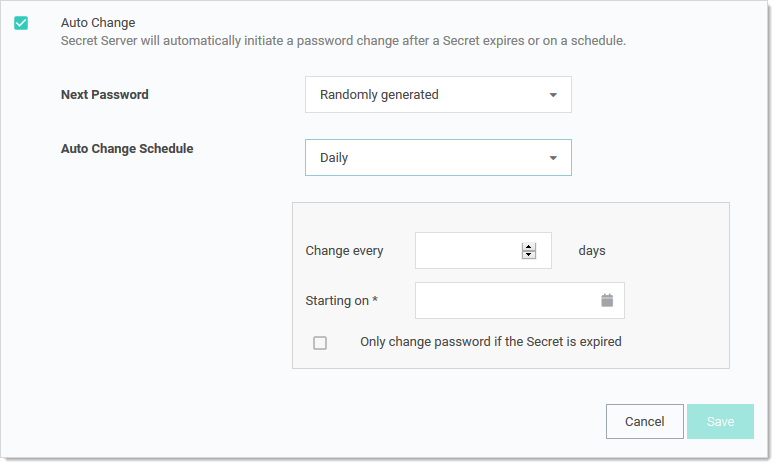 Auto Change
Secret Server will automatically initiate a password change after a Secret expires or on a schedule.
Next Password
Randomly generated
Auto Change Schedule
Daily
Change every
days
Starting on *
Only change password if the Secret is expired
Cancel
Save